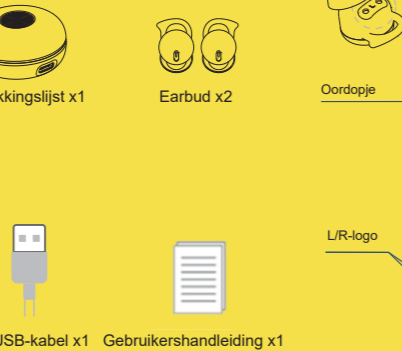 kkingslijst x1 Earbud x2
Oordopje
L/R-logo
USB-kabel x1 Gebruikershandleiding x1